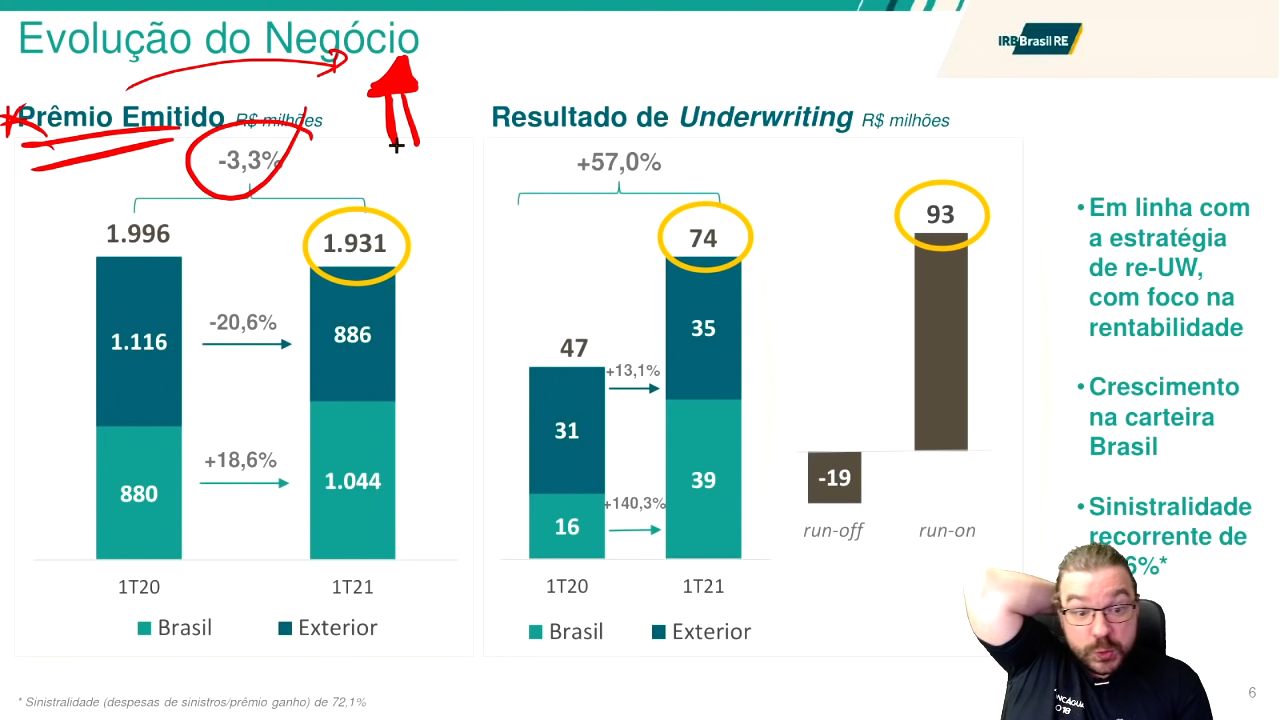 Evolução do Negócio
IRB Brasil RE
Prêmio Emitido R$ milhões
-3,3%
1.996
1.931
1.116
-20,6%
886
880
+18,6%
1.044
1T20
1T21
Brasil
Exterior
Resultado de Underwriting R$ milhões
+57,0%
74
47
+13,1%
35
31
+140,3%
39
16
1T20
1T21
Brasil
Exterior
93
-19
run-off
run-on
• Em linha com
a estratégia
de re-UW,
com foco na
rentabilidade
• Crescimento
na carteira
Brasil
• Sinistralidade
recorrente de
6%*
* Sinistralidade (despesas de sinistros/prêmio ganho) de 72,1%
6